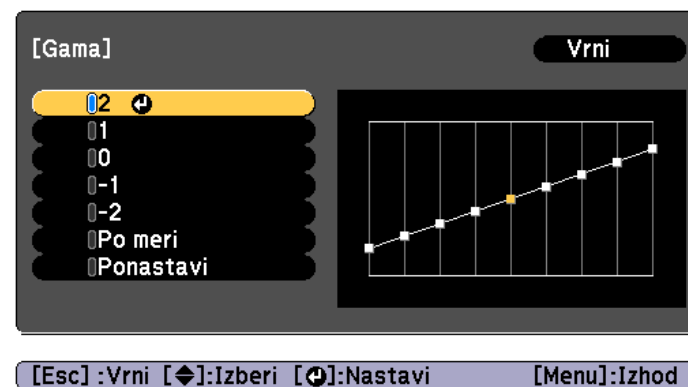 [Gama]
Vrni
2
1
0
-1
-2
Po meri
Ponastavi
[Esc] :Vrni [◆]:Izberi [↵]:Nastavi [Menu]:Izhod